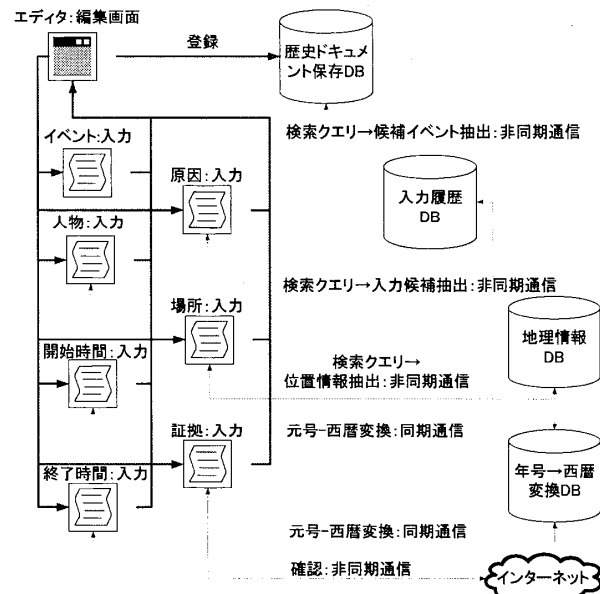 エディタ:編集画面
登録
歴史ドキュメ
ント保存DB
検索クエリ→候補イベント抽出:非同期通信
イベント:入力
原因:入力
入力履歴
DB
人物:入力
検索クエリ→入力候補抽出:非同期通信
場所:入力
地理情報
DB
開始時間:入力
検索クエリ→
位置情報抽出:非同期通信
証拠:入力
元号−西暦変換:同期通信
年号→西暦
変換DB
終了時間:入力
元号−西暦変換:同期通信
確認:非同期通信
インターネット